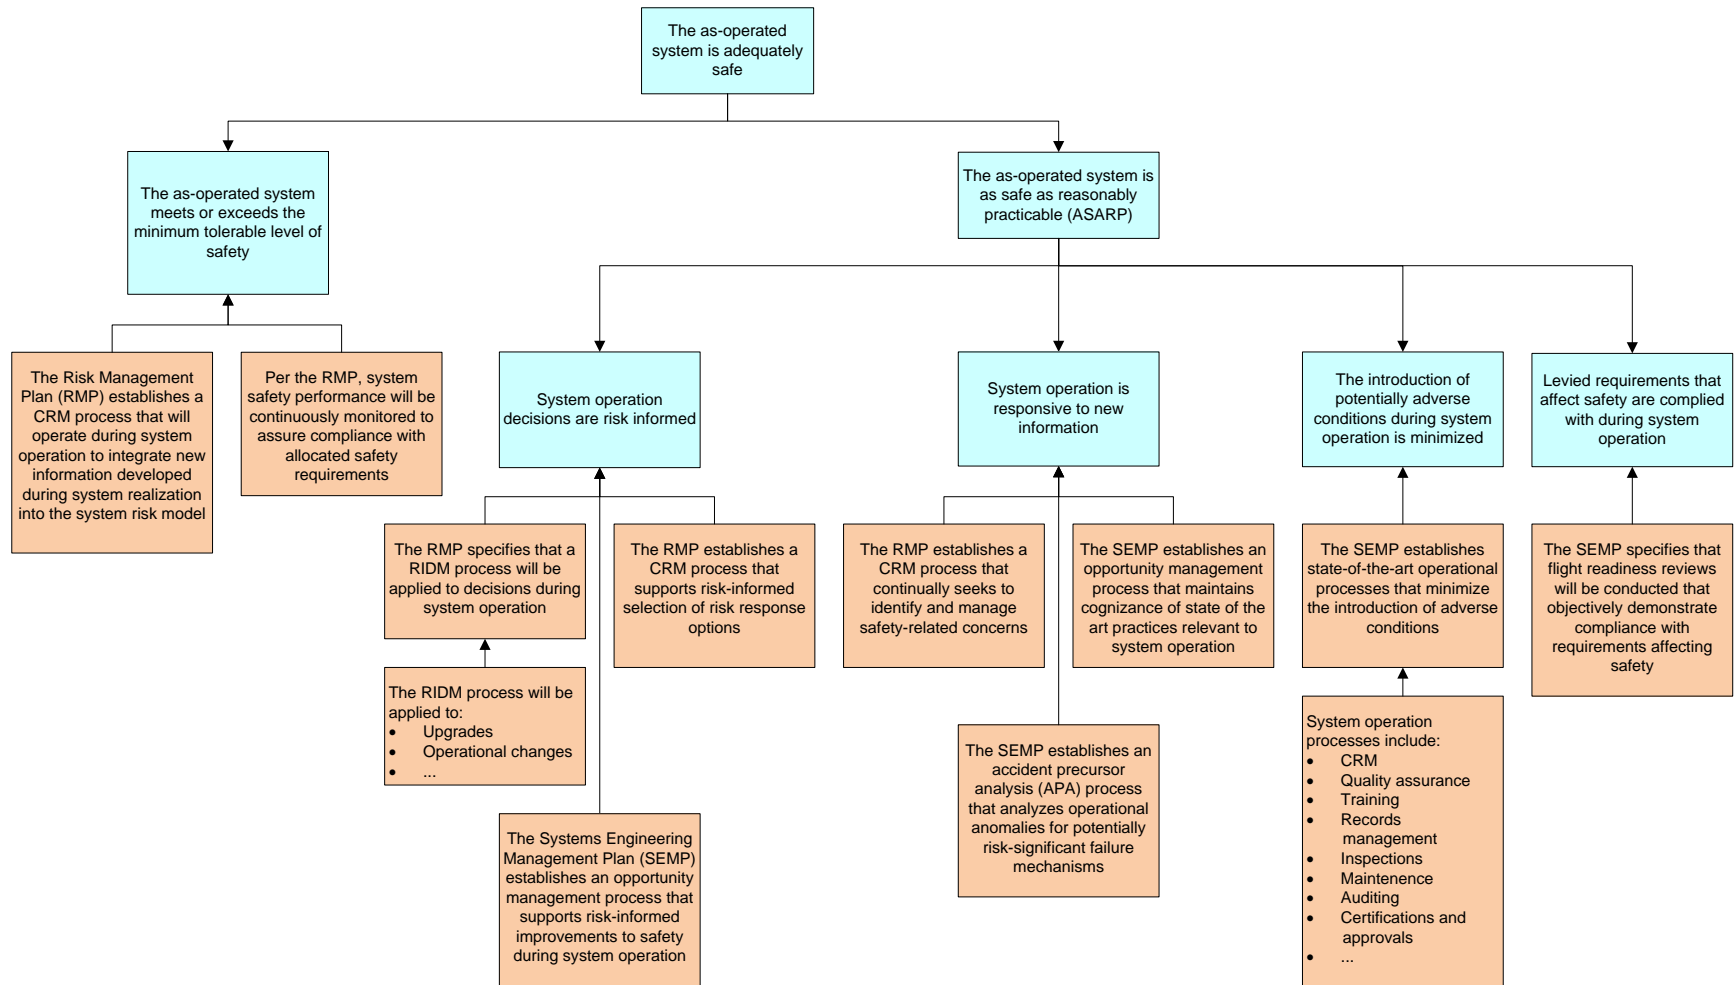 The as-operated
system is adequately
safe
The as-operated system
meets or exceeds the
minimum tolerable level of
safety
The as-operated system is
as safe as reasonably
practicable (ASARP)
The Risk Management
Plan (RMP) establishes a
CRM process that will
operate during system
operation to integrate new
information developed
during system realization
into the system risk model
Per the RMP, system
safety performance will be
continuously monitored to
assure compliance with
allocated safety
requirements
System operation
decisions are risk informed
System operation is
responsive to new
information
The introduction of
potentially adverse
conditions during system
operation is minimized
Levied requirements that
affect safety are complied
with during system
operation
The RMP specifies that a
RIDM process will be
applied to decisions during
system operation
The RMP establishes a
CRM process that
supports risk-informed
selection of risk response
options
The RMP establishes a
CRM process that
continually seeks to
identify and manage
safety-related concerns
The SEMP establishes an
opportunity management
process that maintains
cognizance of state of the
art practices relevant to
system operation
The SEMP establishes
state-of-the-art operational
processes that minimize
the introduction of adverse
conditions
The SEMP specifies that
flight readiness reviews
will be conducted that
objectively demonstrate
compliance with
requirements affecting
safety
The RIDM process will be
applied to:
• Upgrades
• Operational changes
• ...
The Systems Engineering
Management Plan (SEMP)
establishes an opportunity
management process that
supports risk-informed
improvements to safety
during system operation
The SEMP establishes an
accident precursor
analysis (APA) process
that analyzes operational
anomalies for potentially
risk-significant failure
mechanisms
System operation
processes include:
• CRM
• Quality assurance
• Training
• Records
management
• Inspections
• Maintenence
• Auditing
• Certifications and
approvals
• ...